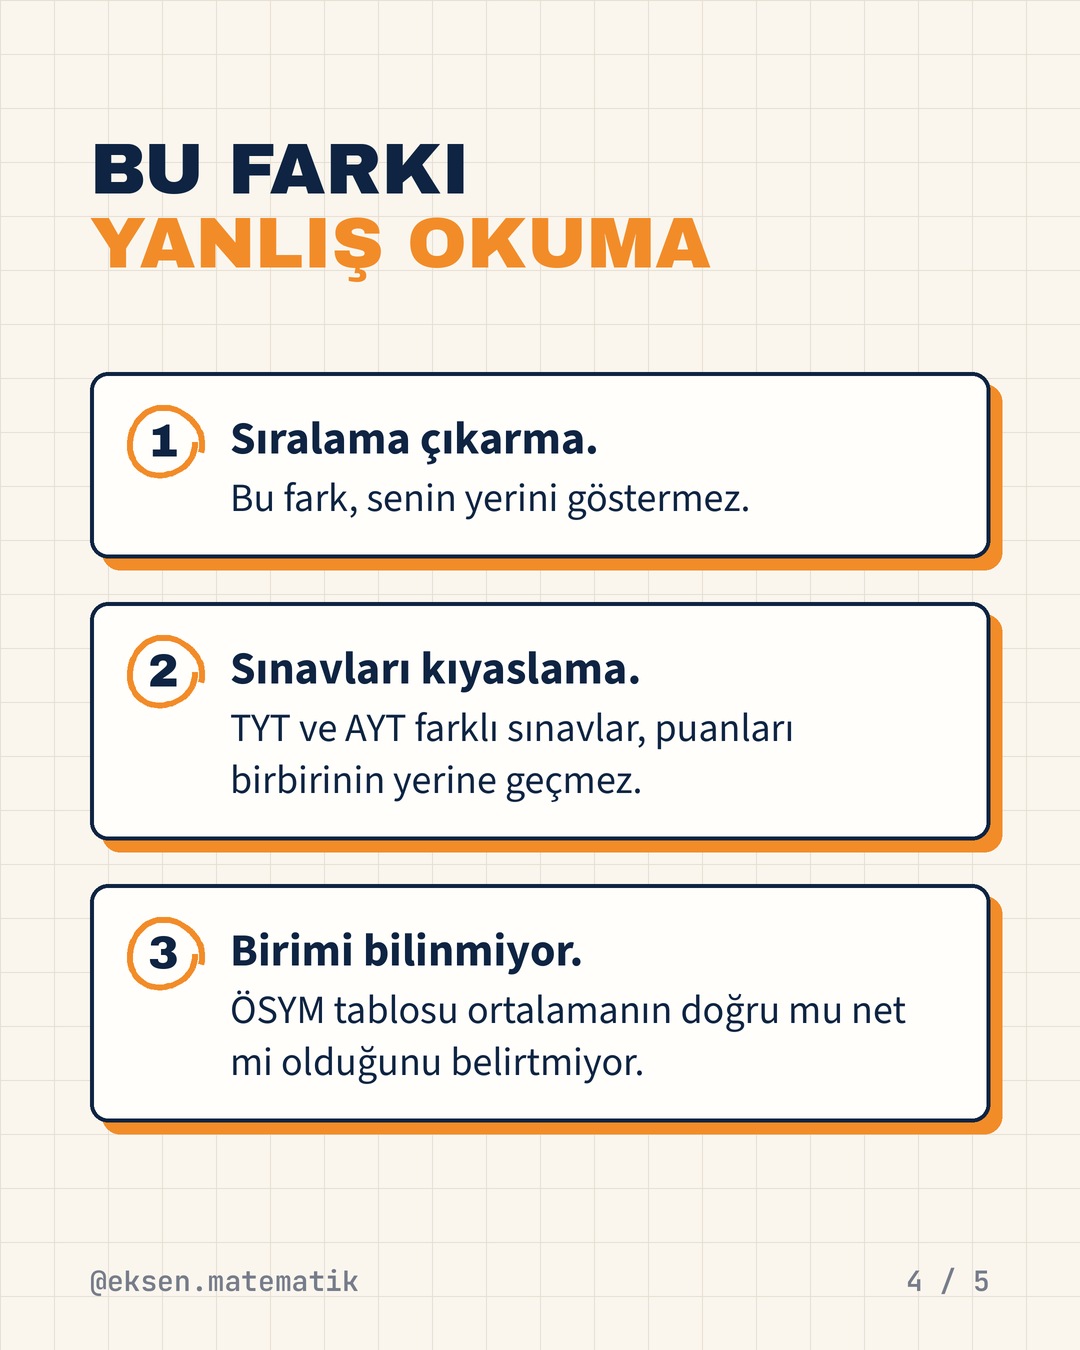 BU FARKI
YANLIŞ OKUMA
1
Sıralama çıkarma.
Bu fark, senin yerini göstermez.
2
Sınavları kıyaslama.
TYT ve AYT farklı sınavlar, puanları
birbirinin yerine geçmez.
3
Birimi bilinmiyor.
ÖSYM tablosu ortalamanın doğru mu net
mi olduğunu belirtmiyor.
@eksen.matematik
4 / 5